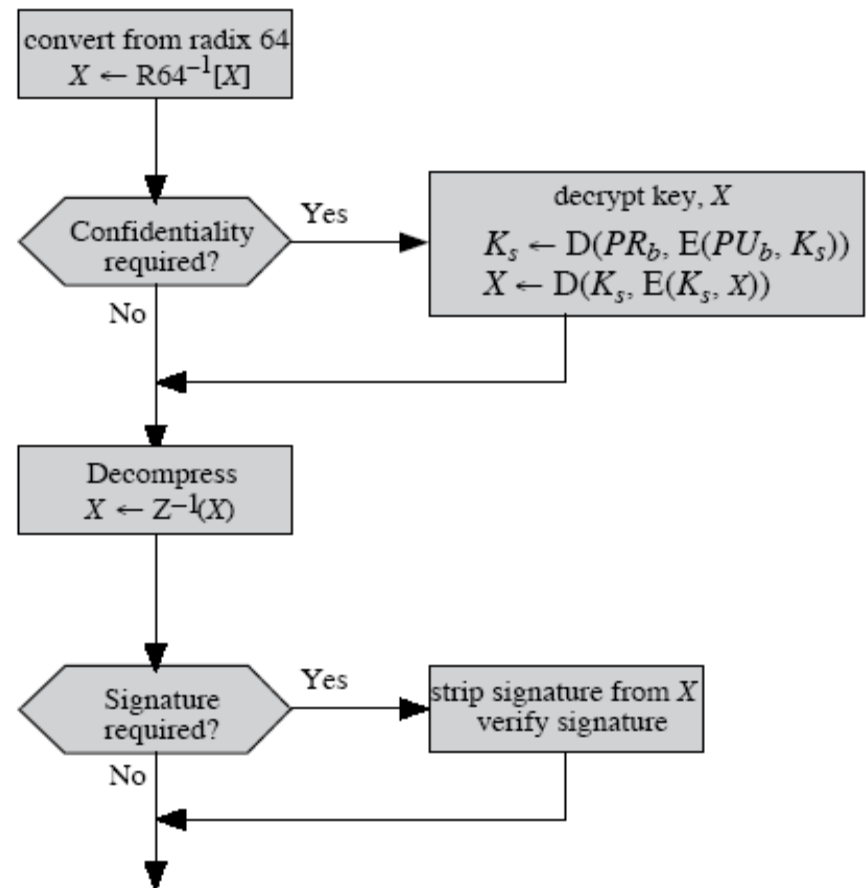 convert from radix 64
X ← R64⁻¹[X]
Confidentiality
required?
Yes
decrypt key, X
Kₛ ← D(PR_b, E(PU_b, Kₛ))
X ← D(Kₛ, E(Kₛ, X))
No
Decompress
X ← Z⁻¹(X)
Signature
required?
Yes
strip signature from X
verify signature
No